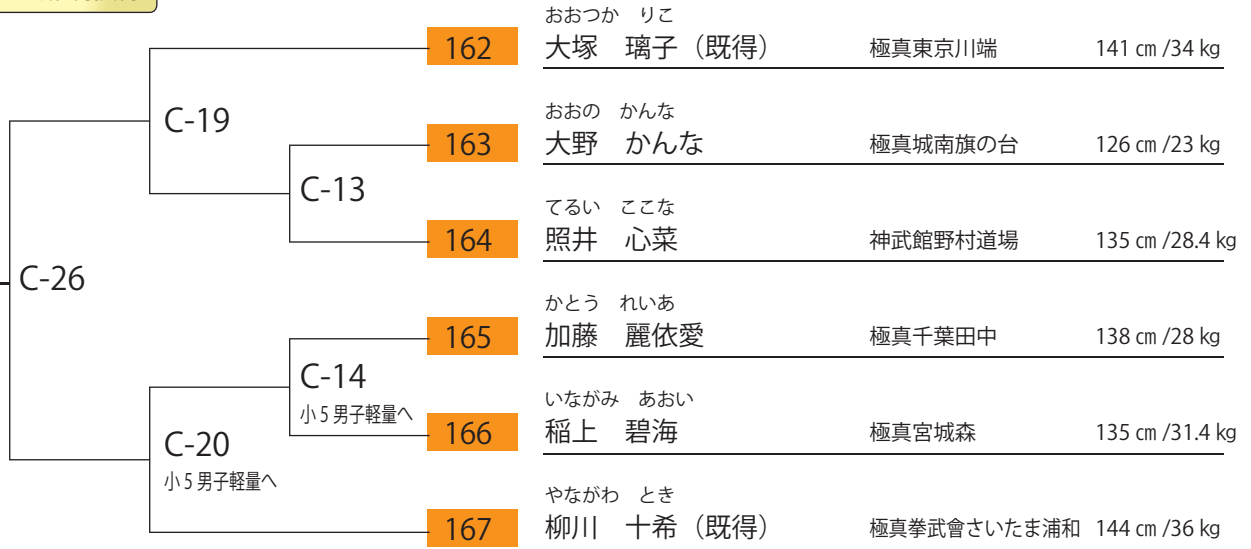 おおつか りこ
162 大塚 璃子（既得） 極真東京川端 141 ㎝ /34 kg
C-19
おおの かんな
163 大野 かんな 極真城南旗の台 126 ㎝ /23 kg
C-13
てるい ここな
164 照井 心菜 神武館野村道場 135 ㎝ /28.4 kg
C-26
かとう れいあ
165 加藤 麗依愛 極真千葉田中 138 ㎝ /28 kg
C-14
小 5 男子軽量へ
いながみ あおい
166 稲上 碧海 極真宮城森 135 ㎝ /31.4 kg
C-20
小 5 男子軽量へ
やながわ とき
167 柳川 十希（既得） 極真拳武會さいたま浦和 144 ㎝ /36 kg